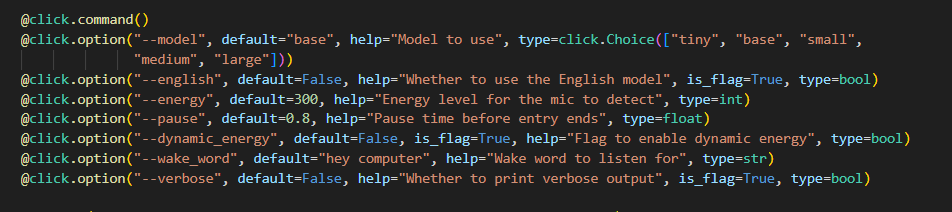 @click.command()
@click.option("--model", default="base", help="Model to use", type=click.Choice(["tiny", "base", "small",
"medium", "large"]))
@click.option("--english", default=False, help="Whether to use the English model", is_flag=True, type=bool)
@click.option("--energy", default=300, help="Energy level for the mic to detect", type=int)
@click.option("--pause", default=0.8, help="Pause time before entry ends", type=float)
@click.option("--dynamic_energy", default=False, is_flag=True, help="Flag to enable dynamic energy", type=bool)
@click.option("--wake_word", default="hey computer", help="Wake word to listen for", type=str)
@click.option("--verbose", default=False, help="Whether to print verbose output", is_flag=True, type=bool)